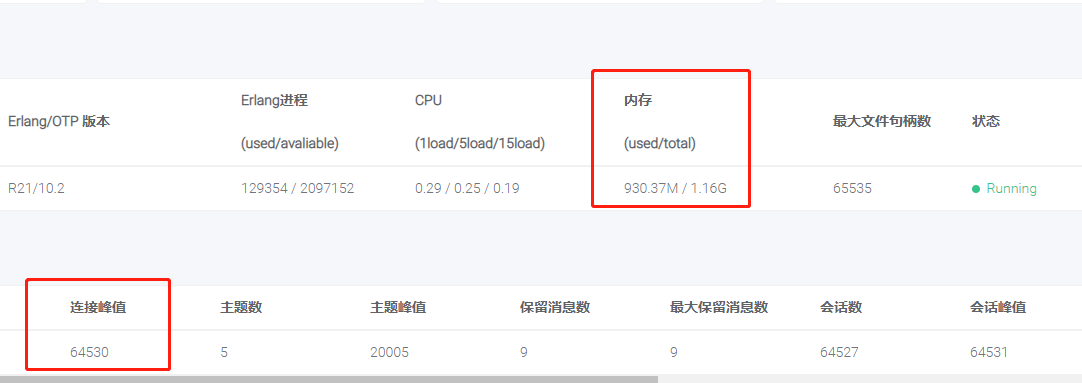 Erlang/OTP 版本
Erlang进程
(used/avaliable)
CPU
(1load/5load/15load)
内存
(used/total)
最大文件句柄数
状态
R21/10.2
129354 / 2097152
0.29 / 0.25 / 0.19
930.37M / 1.16G
65535
Running
连接峰值
主题数
主题峰值
保留消息数
最大保留消息数
会话数
会话峰值
64530
5
20005
9
9
64527
64531